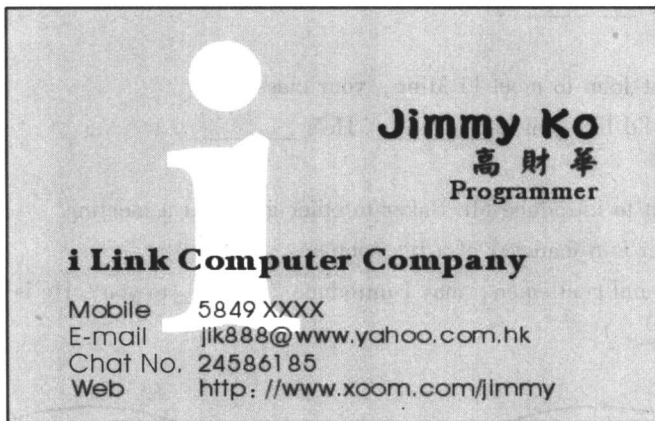 Jimmy Ko
高財華
Programmer
i Link Computer Company
Mobile 5849 XXXX
E-mail jik888@www.yahoo.com.hk
Chat No. 24586185
Web http: //www.xoom.com/jimmy